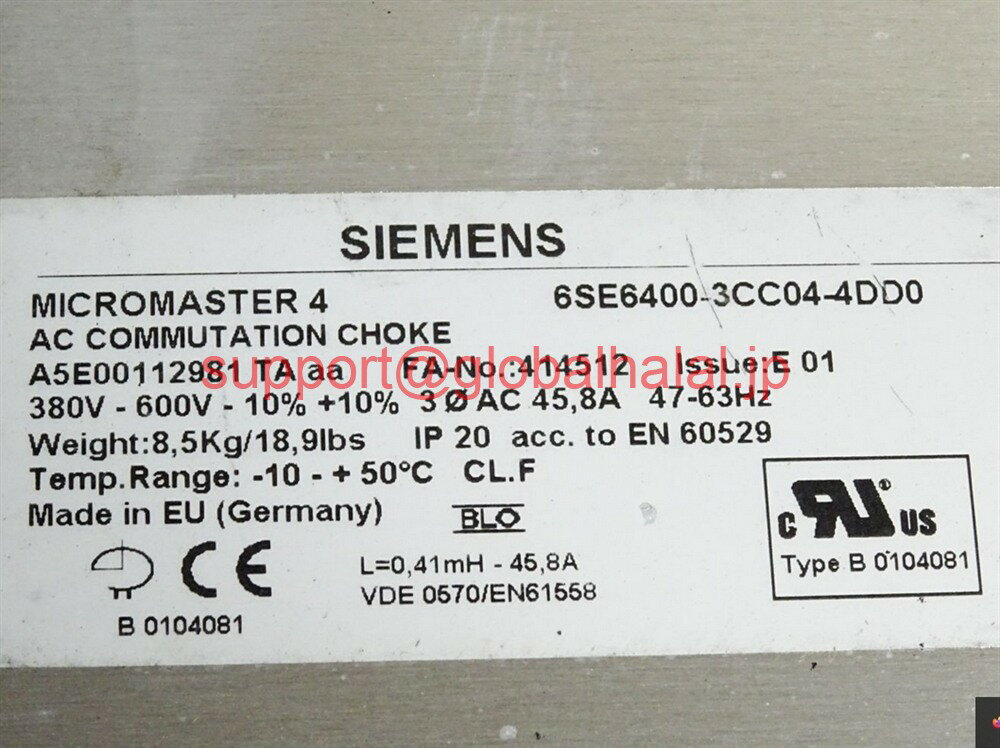 SIEMENS
MICROMASTER 4 6SE6400-3CC04-4DD0
AC COMMUTATION CHOKE
support@globalhalal.jp
A5E00112981 TA aa FA-No.:414512 Issue:E 01
380V - 600V - 10% +10% 3 Ø AC 45,8A 47-63Hz
Weight:8,5Kg/18,9lbs IP 20 acc. to EN 60529
Temp.Range: -10 - + 50°C CL.F
Made in EU (Germany) BLO
CE
L=0,41mH - 45,8A
VDE 0570/EN61558
B 0104081
c RU ® US
Type B 0104081